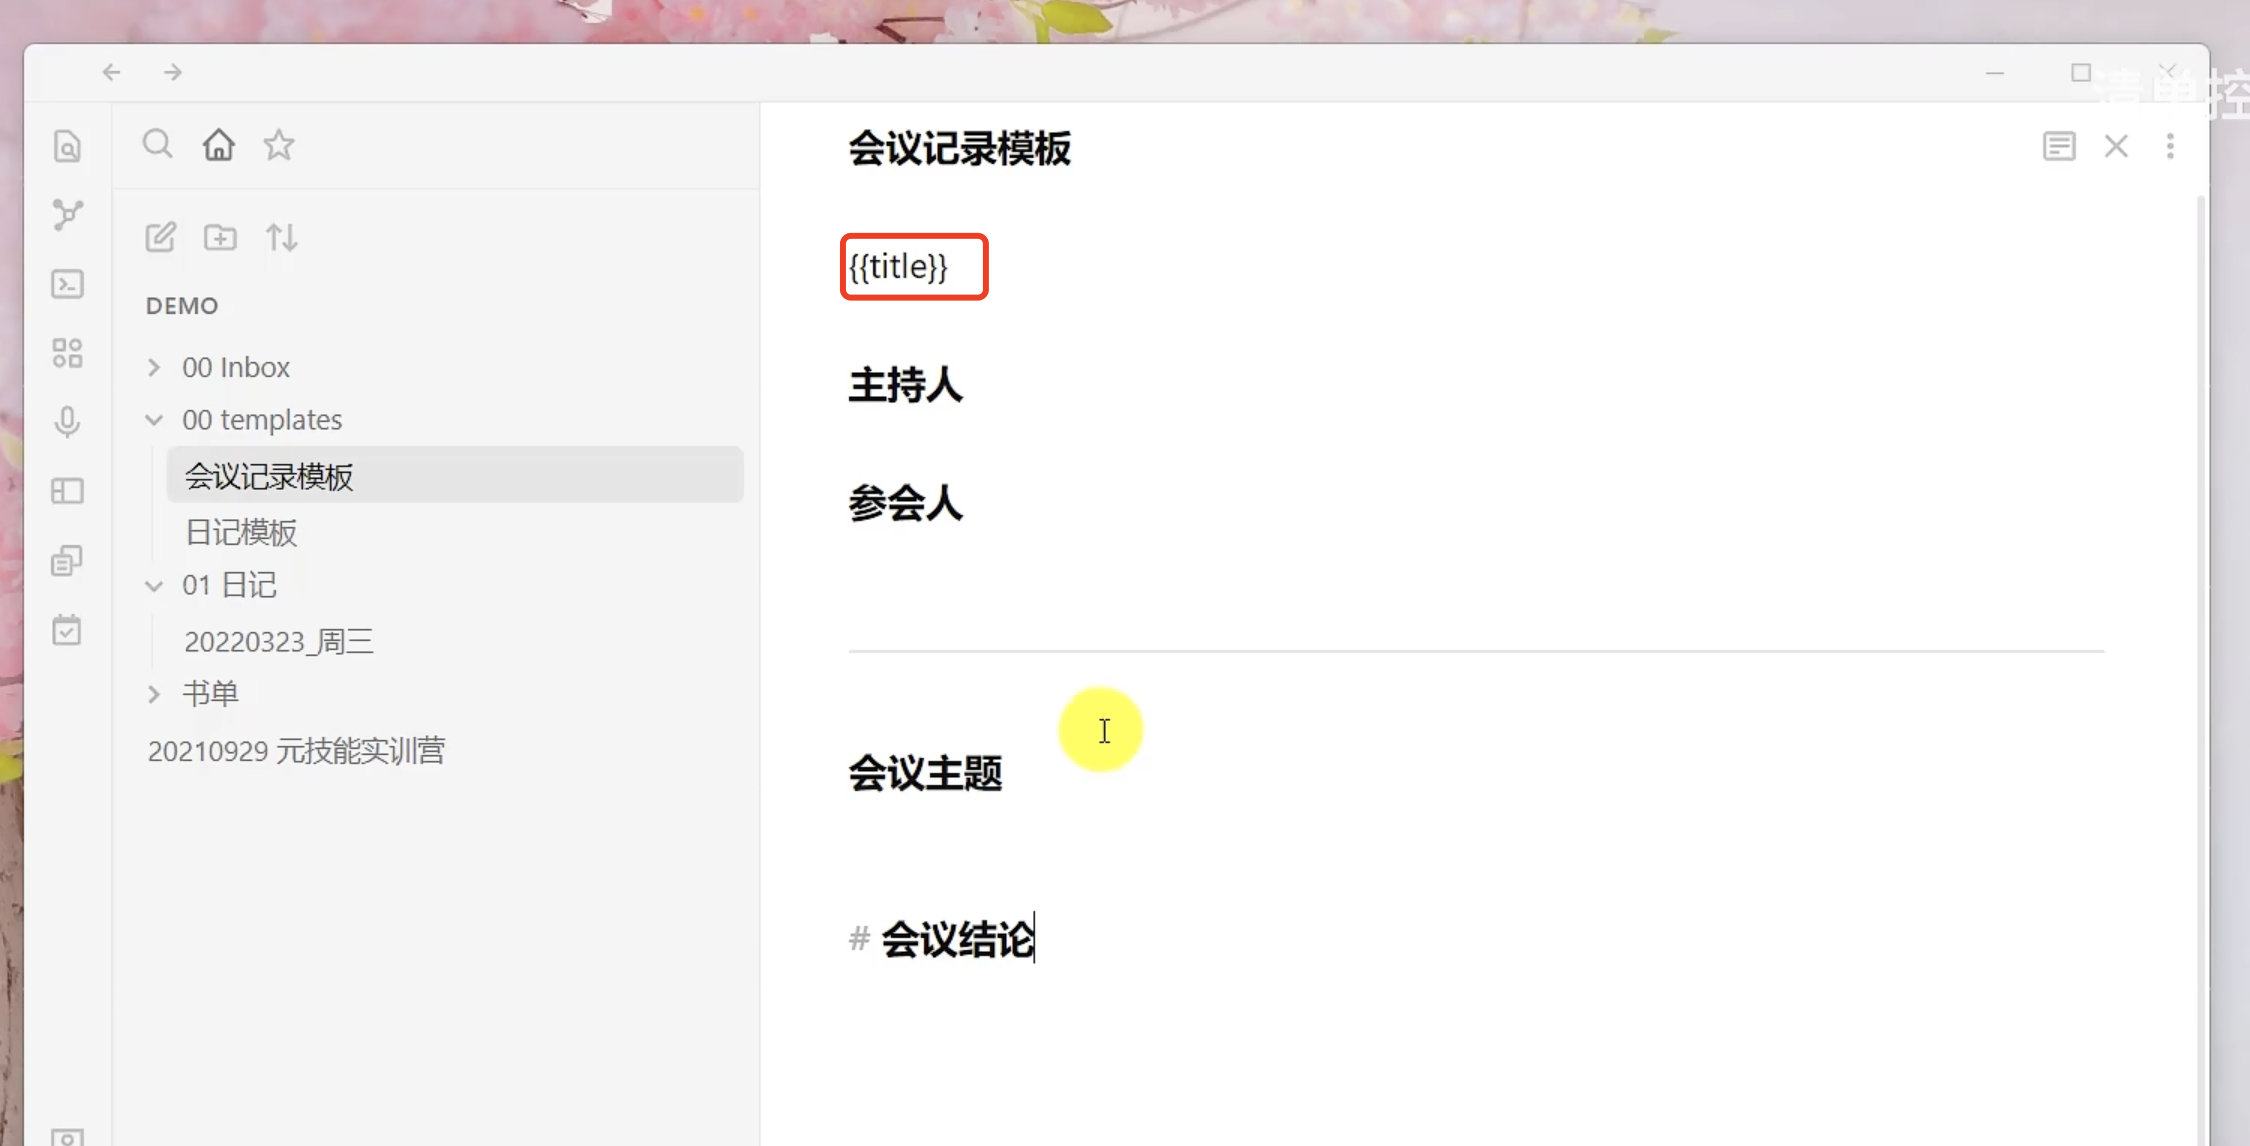 清单控
会议记录模板
{{title}}
DEMO
00 Inbox
00 templates
会议记录模板
日记模板
01 日记
20220323_周三
书单
20210929 元技能实训营
主持人
参会人
会议主题
# 会议结论